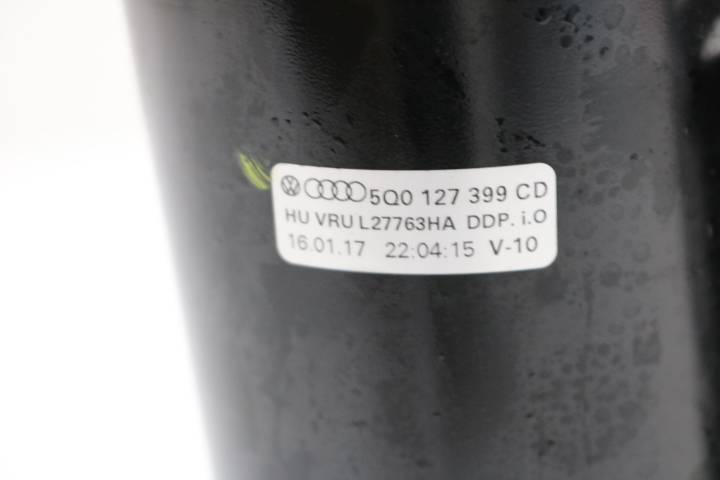 5Q0 127 399 CD
HU VRU L27763HA DDP. i.O
16.01.17 22:04:15 V-10